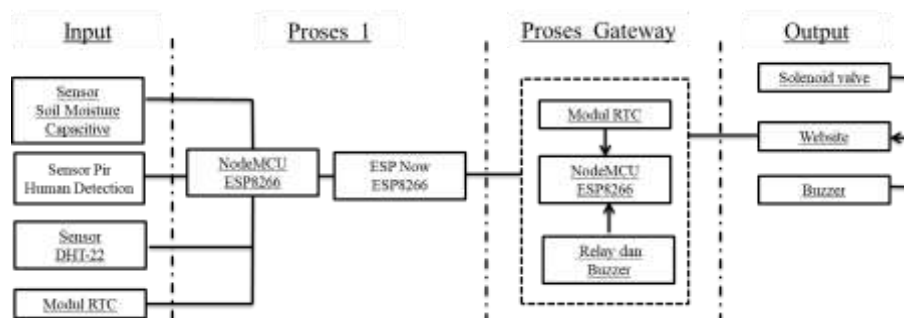 Input
Proses 1
Proses Gateway
Output
Sensor
Soil Moisture
Capacitive
Sensor Pir
Human Detection
Sensor
DHT-22
Modul RTC
NodeMCU
ESP8266
ESP Now
ESP8266
Modul RTC
NodeMCU
ESP8266
Relay dan
Buzzer
Solenoid valve
Website
Buzzer